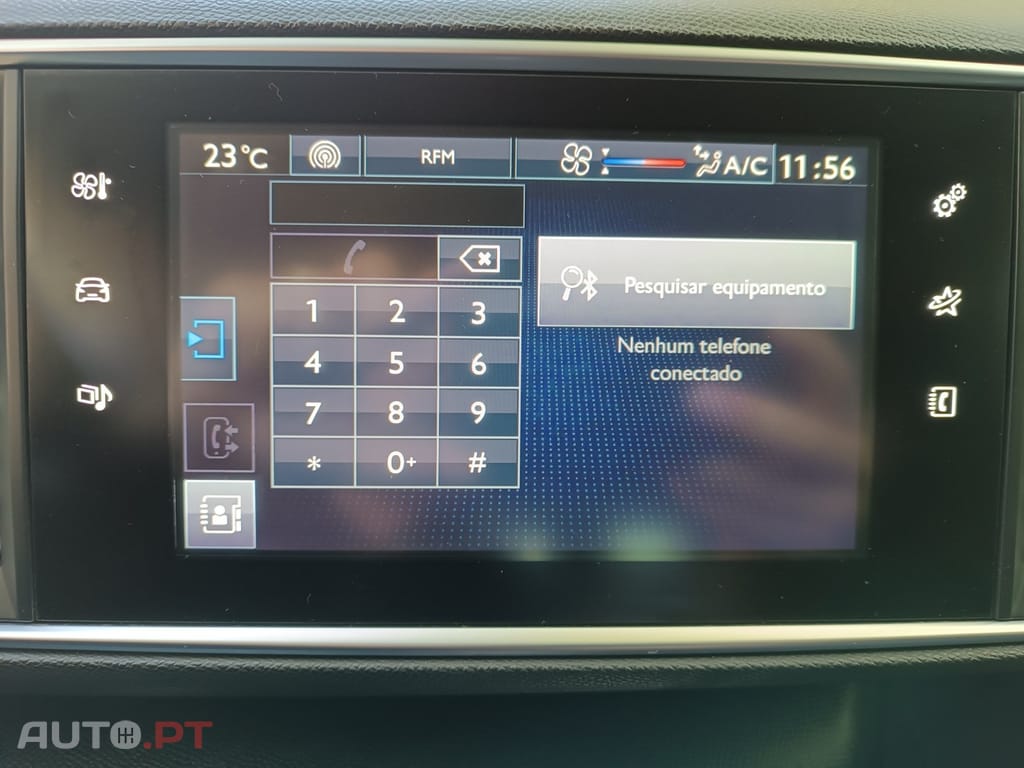 23°C RFM A/C 11:56
Pesquisar equipamento
Nenhum telefone
conectado
1 2 3
4 5 6
7 8 9
* 0+ #
AUTO.PT